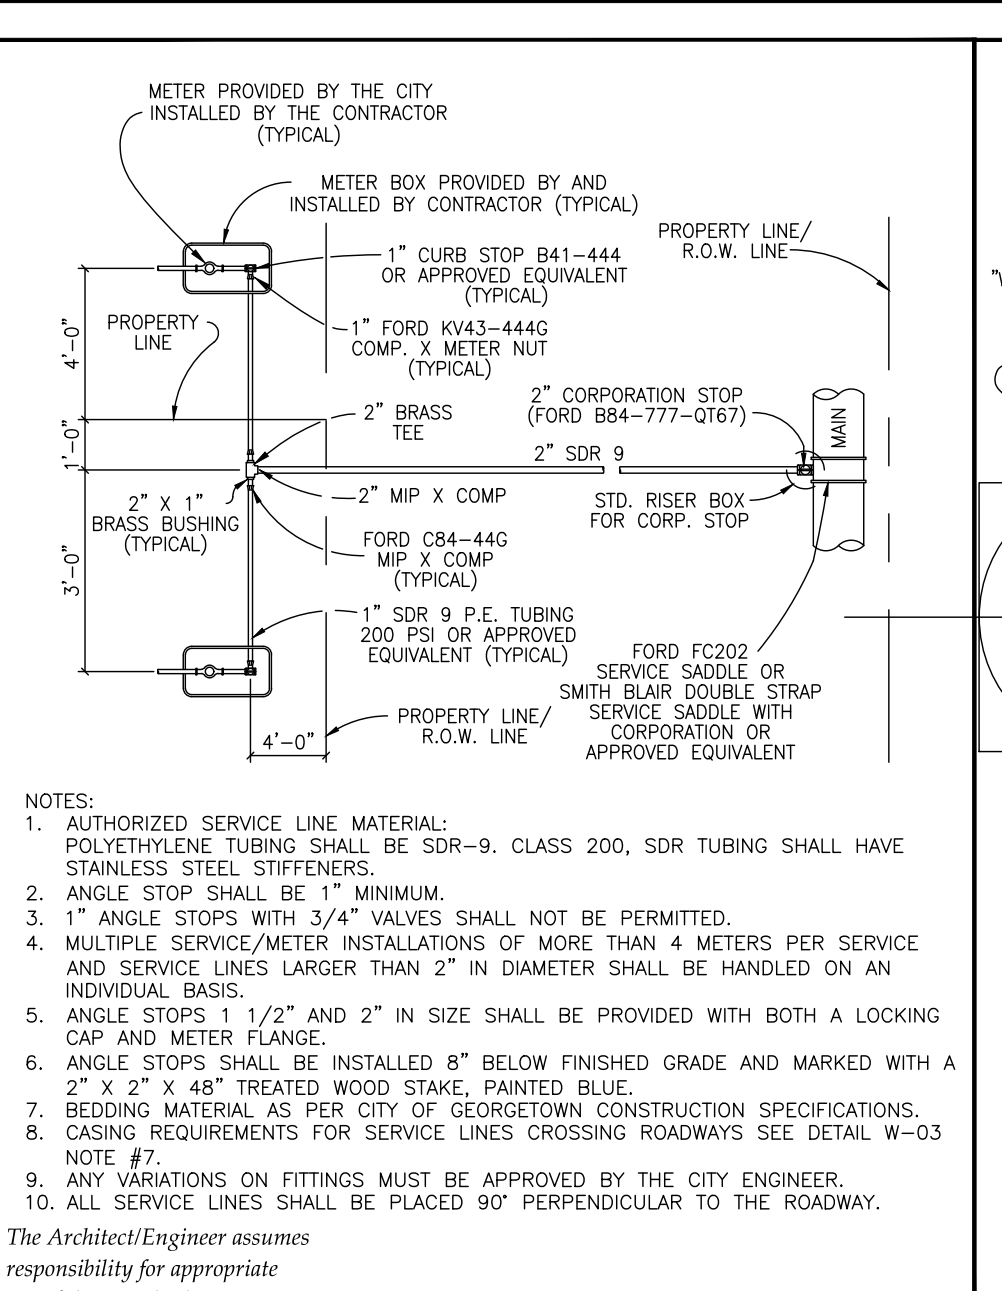 METER PROVIDED BY THE CITY
INSTALLED BY THE CONTRACTOR
(TYPICAL)
METER BOX PROVIDED BY AND
INSTALLED BY CONTRACTOR (TYPICAL)
PROPERTY LINE/
R.O.W. LINE
1" CURB STOP B41-444
OR APPROVED EQUIVALENT
(TYPICAL)
PROPERTY
LINE
4'-0"
1" FORD KV43-444G
COMP. X METER NUT
(TYPICAL)
2" CORPORATION STOP
(FORD B84-777-QT67)
MAIN
2" BRASS
TEE
1'-0"
2" SDR 9
2" X 1"
BRASS BUSHING
(TYPICAL)
2" MIP X COMP
STD. RISER BOX
FOR CORP. STOP
FORD C84-44G
MIP X COMP
(TYPICAL)
3'-0"
1" SDR 9 P.E. TUBING
200 PSI OR APPROVED
EQUIVALENT (TYPICAL)
FORD FC202
SERVICE SADDLE OR
SMITH BLAIR DOUBLE STRAP
SERVICE SADDLE WITH
CORPORATION OR
APPROVED EQUIVALENT
PROPERTY LINE/
R.O.W. LINE
4'-0"
NOTES:
1. AUTHORIZED SERVICE LINE MATERIAL:
POLYETHYLENE TUBING SHALL BE SDR-9. CLASS 200, SDR TUBING SHALL HAVE
STAINLESS STEEL STIFFENERS.
2. ANGLE STOP SHALL BE 1" MINIMUM.
3. 1" ANGLE STOPS WITH 3/4" VALVES SHALL NOT BE PERMITTED.
4. MULTIPLE SERVICE/METER INSTALLATIONS OF MORE THAN 4 METERS PER SERVICE
AND SERVICE LINES LARGER THAN 2" IN DIAMETER SHALL BE HANDLED ON AN
INDIVIDUAL BASIS.
5. ANGLE STOPS 1 1/2" AND 2" IN SIZE SHALL BE PROVIDED WITH BOTH A LOCKING
CAP AND METER FLANGE.
6. ANGLE STOPS SHALL BE INSTALLED 8" BELOW FINISHED GRADE AND MARKED WITH A
2" X 2" X 48" TREATED WOOD STAKE, PAINTED BLUE.
7. BEDDING MATERIAL AS PER CITY OF GEORGETOWN CONSTRUCTION SPECIFICATIONS.
8. CASING REQUIREMENTS FOR SERVICE LINES CROSSING ROADWAYS SEE DETAIL W-03
NOTE #7.
9. ANY VARIATIONS ON FITTINGS MUST BE APPROVED BY THE CITY ENGINEER.
10. ALL SERVICE LINES SHALL BE PLACED 90° PERPENDICULAR TO THE ROADWAY.
The Architect/Engineer assumes
responsibility for appropriate